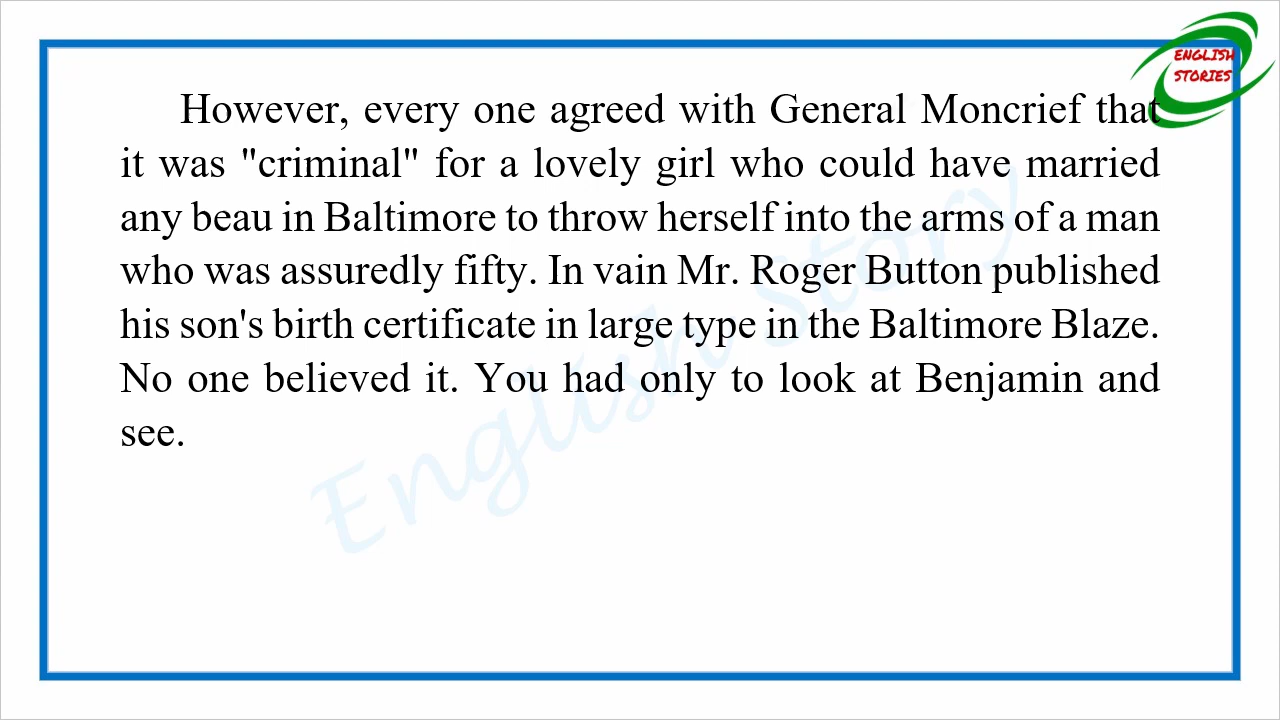 ENGLISH
STORIES
However, every one agreed with General Moncrief that
it was "criminal" for a lovely girl who could have married
any beau in Baltimore to throw herself into the arms of a man
who was assuredly fifty. In vain Mr. Roger Button published
his son's birth certificate in large type in the Baltimore Blaze.
No one believed it. You had only to look at Benjamin and
see.
English Story